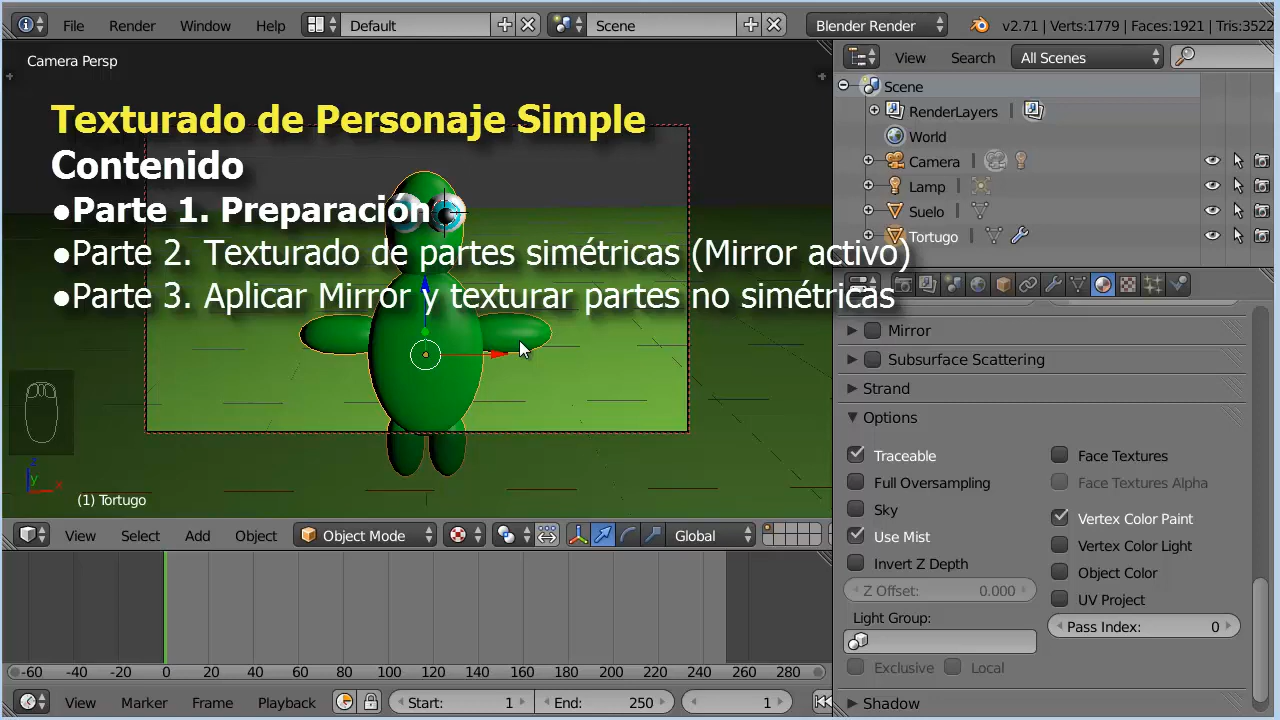 File Render Window Help Default Scene Blender Render v2.71 | Verts:1779 | Faces:1921 | Tris:3522
Camera Persp
View Search All Scenes
Texturado de Personaje Simple
Contenido
●Parte 1. Preparación
●Parte 2. Texturado de partes simétricas (Mirror activo)
●Parte 3. Aplicar Mirror y texturar partes no simétricas
Scene
RenderLayers
World
Camera
Lamp
Suelo
Tortugo
Mirror
Subsurface Scattering
Strand
Options
Traceable Face Textures
Full Oversampling Face Textures Alpha
Sky Vertex Color Paint
Use Mist Vertex Color Light
Invert Z Depth Object Color
Z Offset: 0.000 UV Project
Light Group: Pass Index: 0
Exclusive Local
Shadow
z
y
x
(1) Tortugo
View Select Add Object Object Mode Global
-60 -40 -20 0 20 40 60 80 100 120 140 160 180 200 220 240 260 280
View Marker Frame Playback Start: 1 End: 250 1